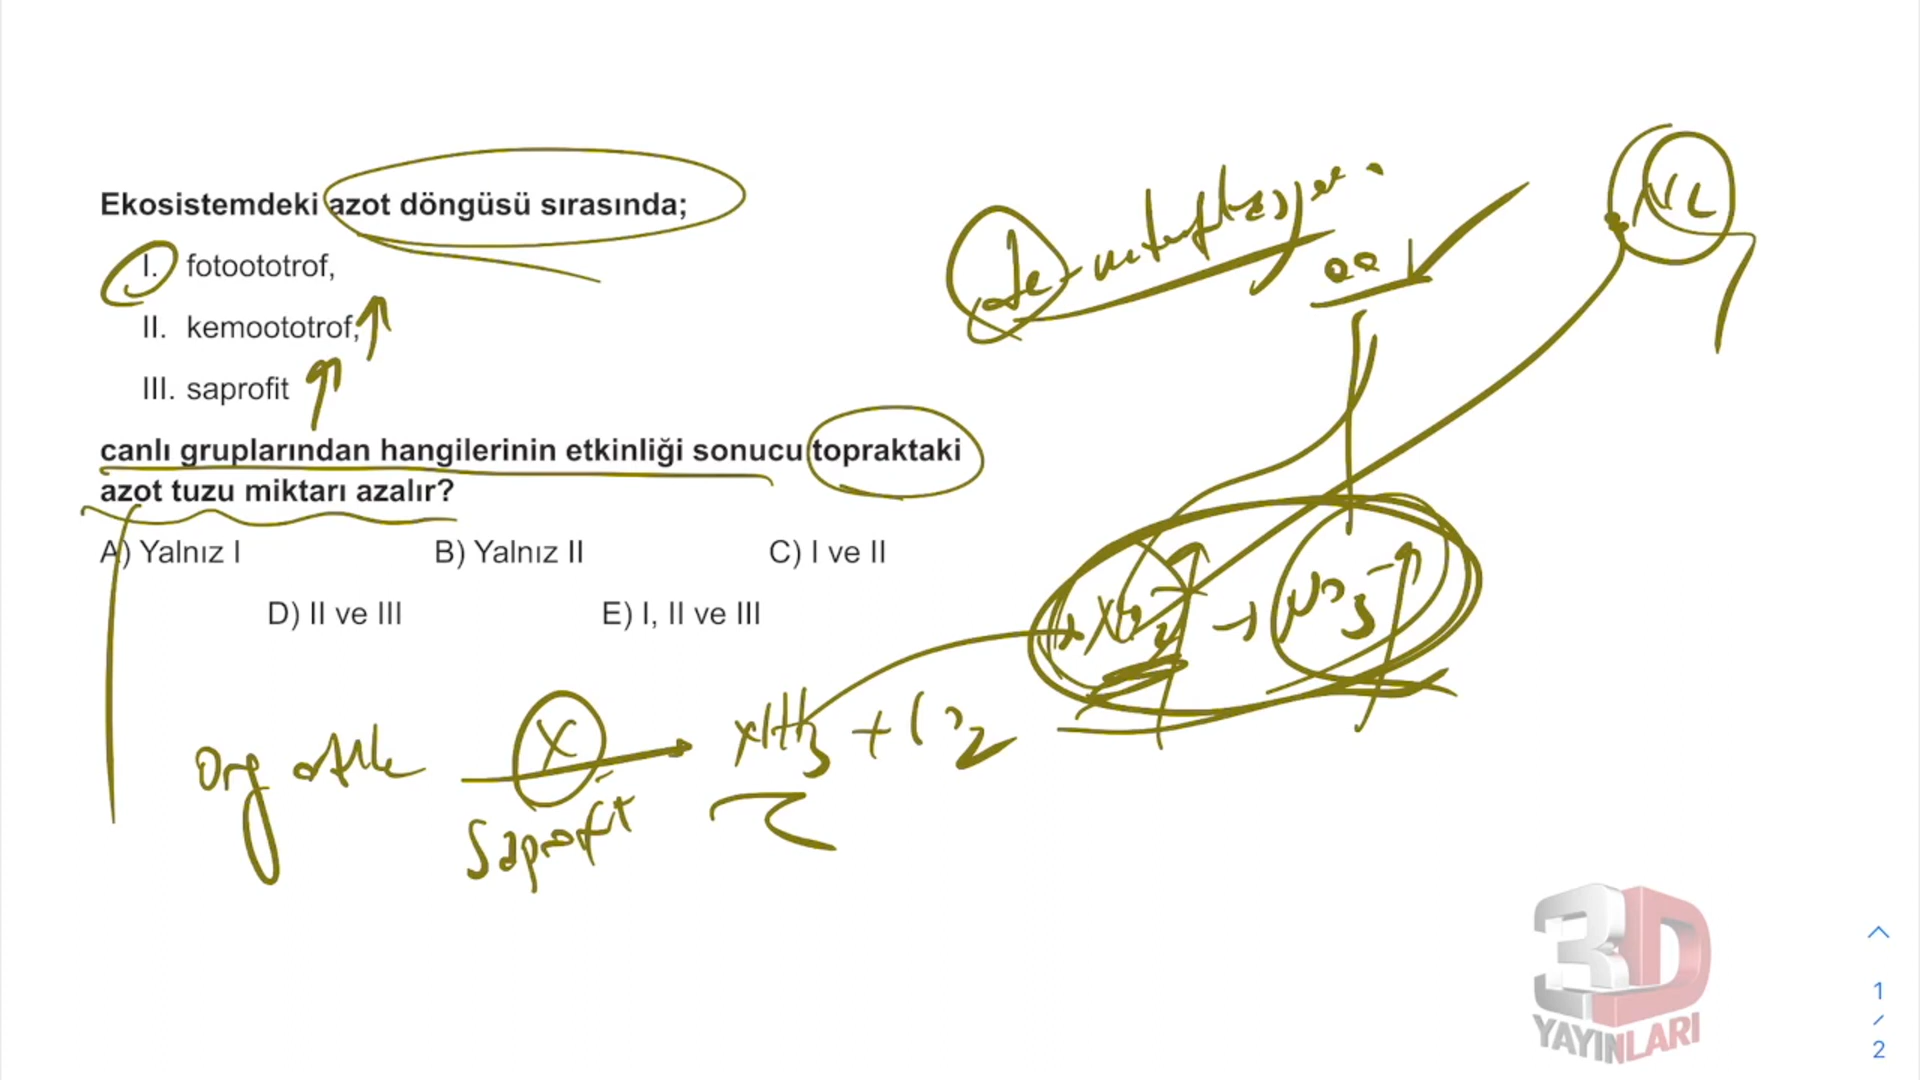 Ekosistemdeki azot döngüsü sırasında;
I. fotoototrof,
II. kemoototrof,
III. saprofit
canlı gruplarından hangilerinin etkinliği sonucu topraktaki
azot tuzu miktarı azalır?
A) Yalnız I B) Yalnız II C) I ve II
D) II ve III E) I, II ve III
Org
X
Saprofit
3D
YAYINLARI
1
/
2